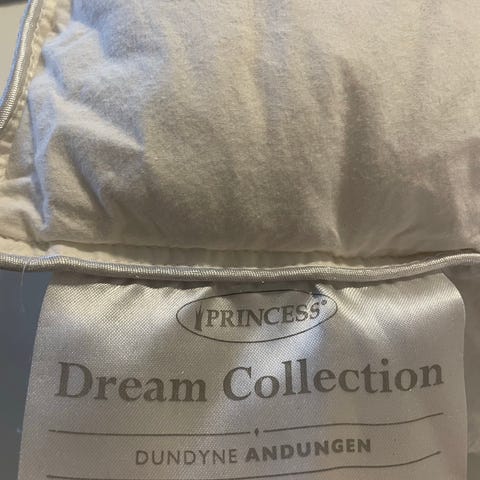 PRINCESS®
Dream Collection
DUNDYNE ANDUNGEN